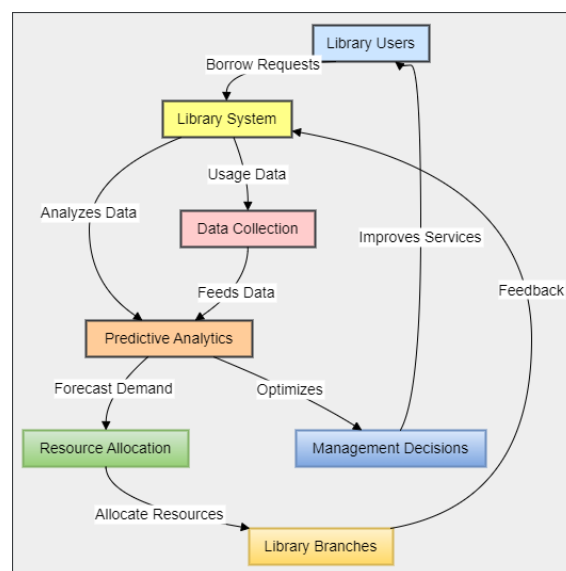 Library Users
Borrow Requests
Library System
Usage Data
Analyzes Data
Data Collection
Improves Services
Feeds Data
Feedback
Predictive Analytics
Forecast Demand
Optimizes
Resource Allocation
Management Decisions
Allocate Resources
Library Branches